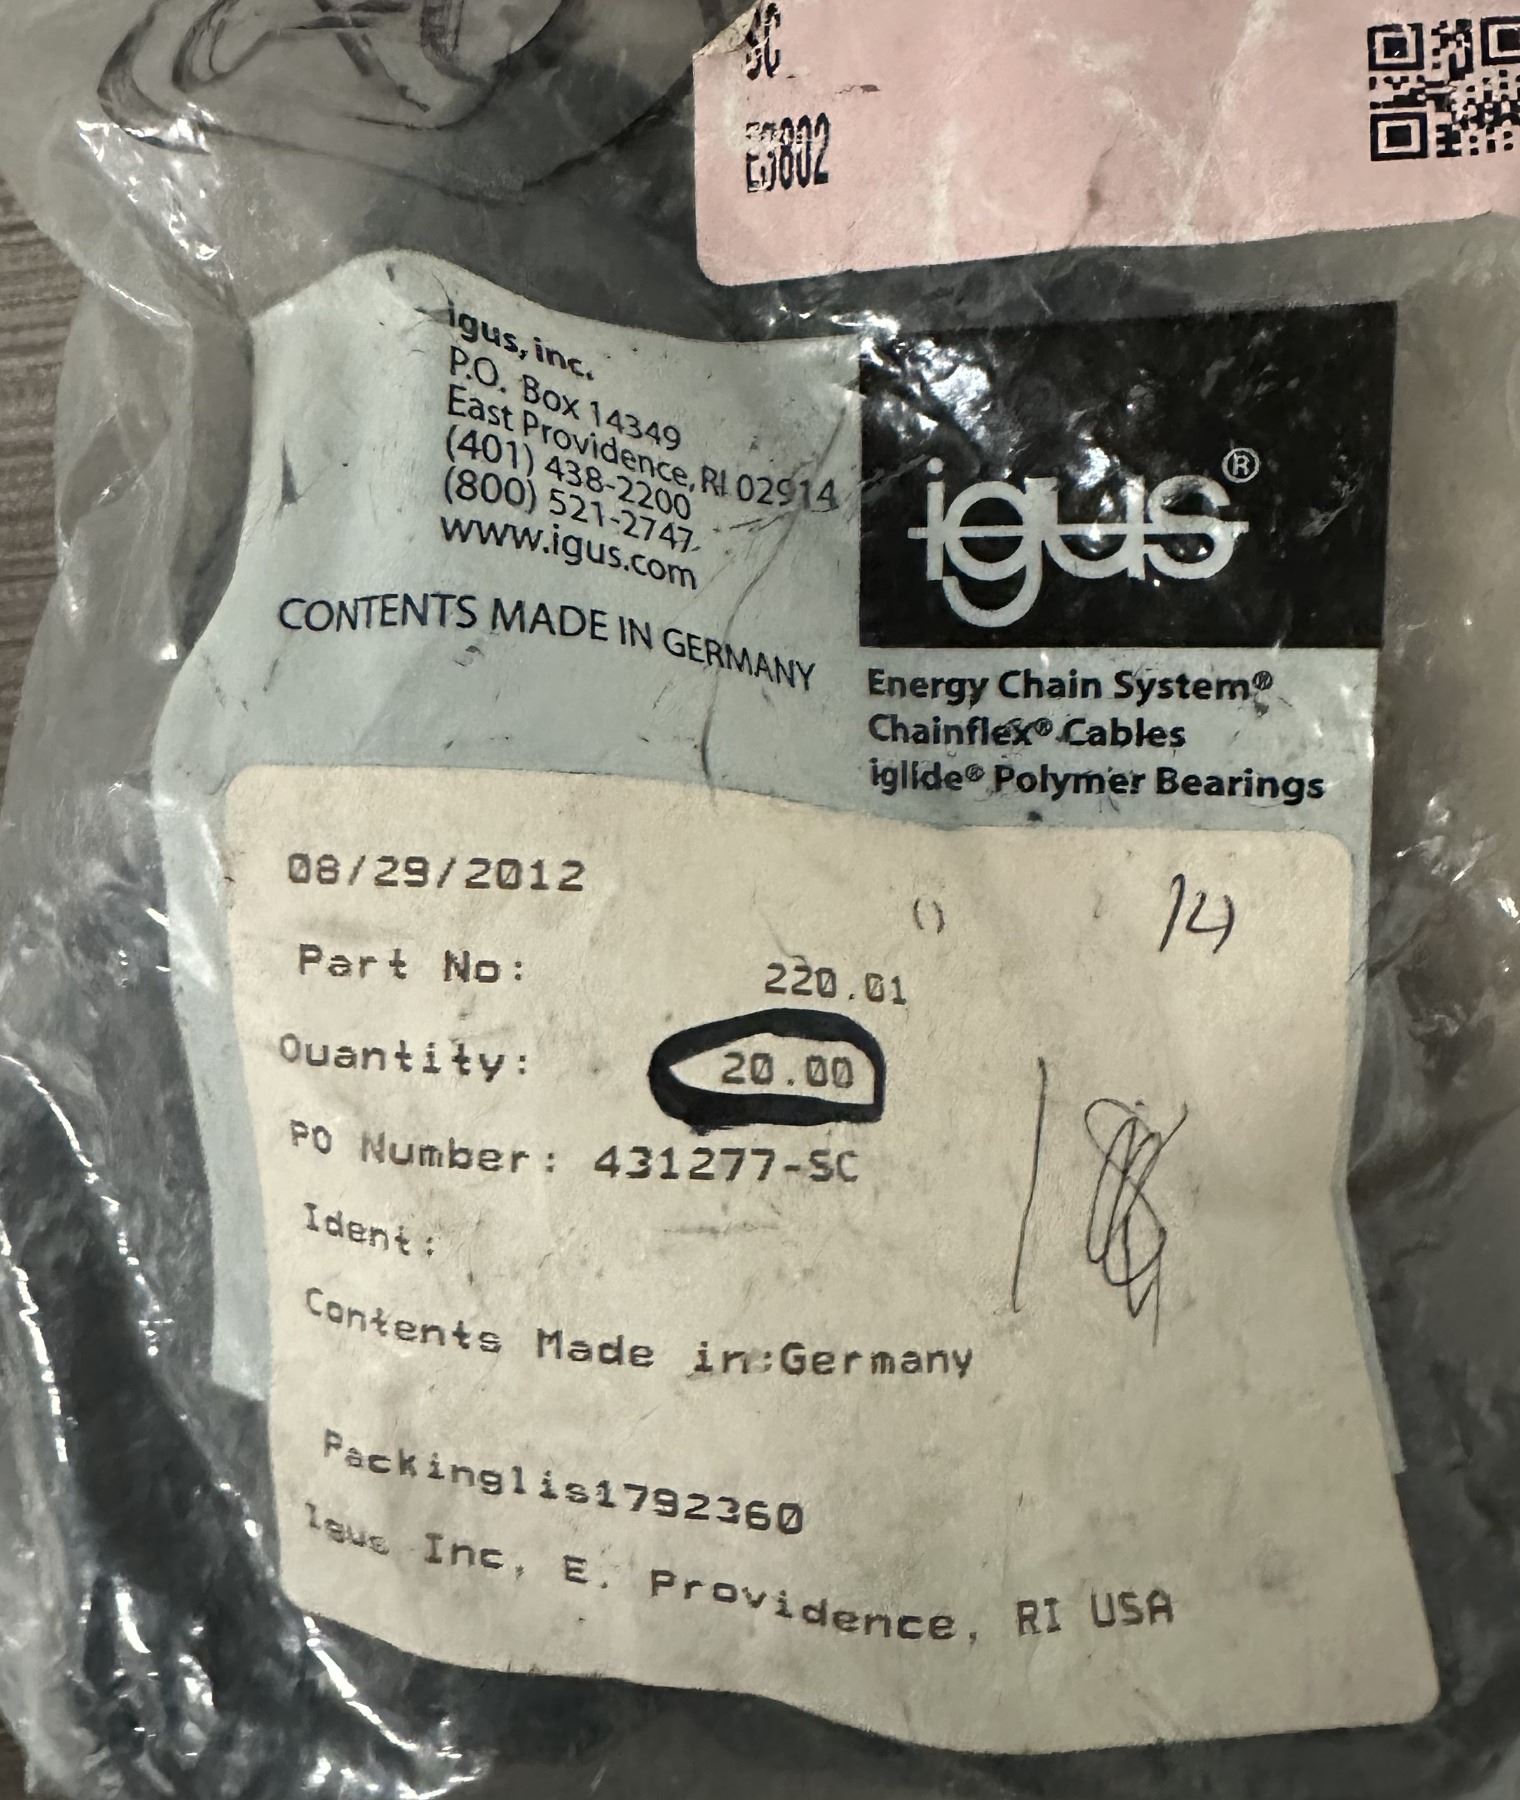 SC
E3802
igus, inc.
P.O. Box 14349
East Providence, RI 02914
(401) 438-2200
(800) 521-2747
www.igus.com
CONTENTS MADE IN GERMANY
igus®
Energy Chain System®
Chainflex® Cables
iglide® Polymer Bearings
08/29/2012
14
Part No: 220.01
Quantity: 20.00
PO Number: 431277-SC
Ident:
Contents Made in:Germany
Packinglis1792360
Igus Inc, E. Providence, RI USA